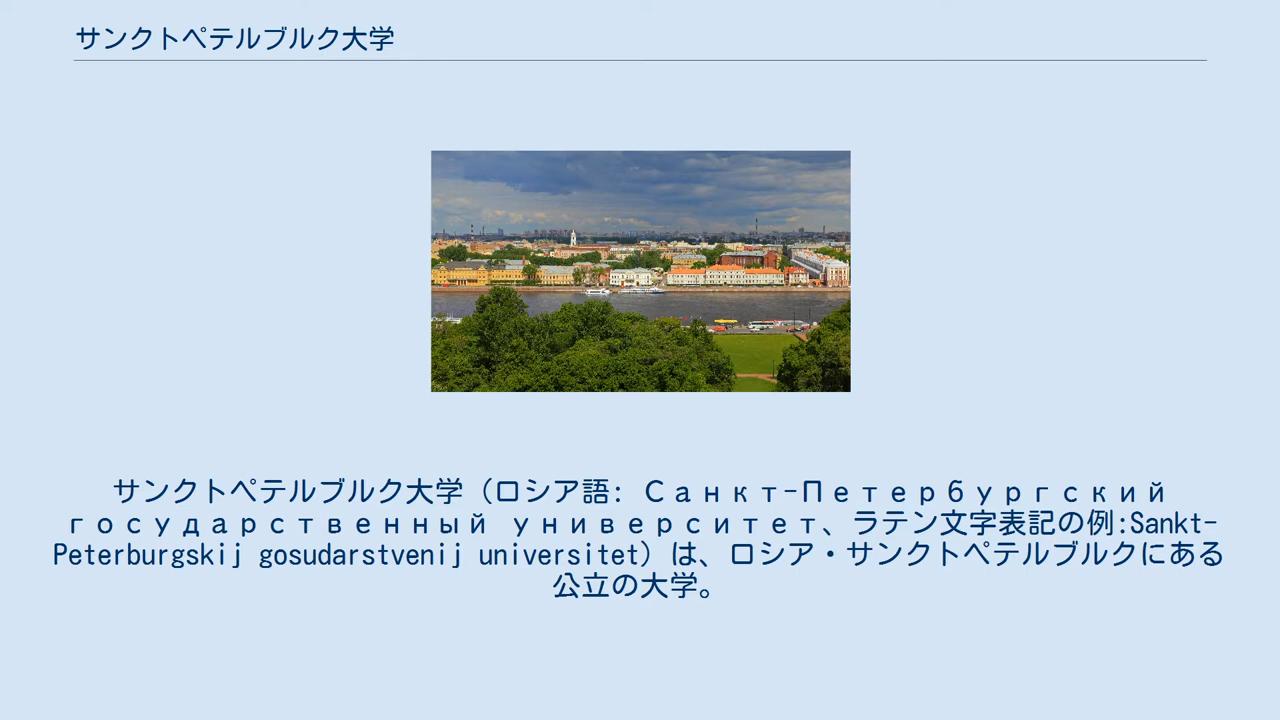 サンクトペテルブルク大学
サンクトペテルブルク大学（ロシア語: Санкт-Петербургский
государственный университет、ラテン文字表記の例:Sankt-
Peterburgskij gosudarstvenij universitet）は、ロシア・サンクトペテルブルクにある
公立の大学。